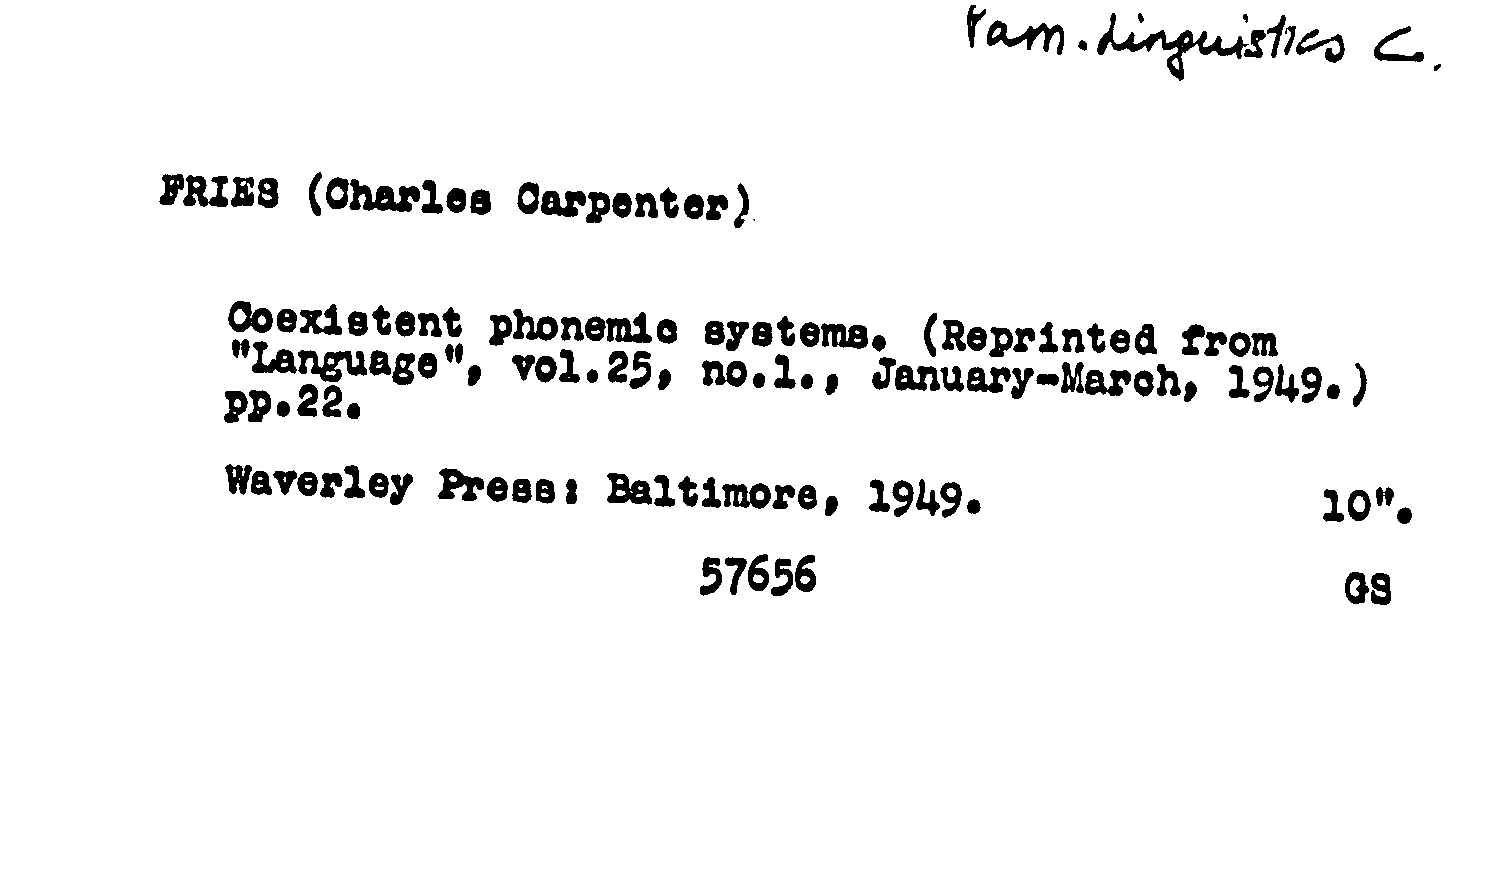 Pam. Linguistics C.
FRIES (Charles Carpenter)
Coexistent phonemic systems. (Reprinted from
"Language", vol.25, no.1., January-March, 1949.)
pp.22.
Waverley Press: Baltimore, 1949. 10".
57656 GS